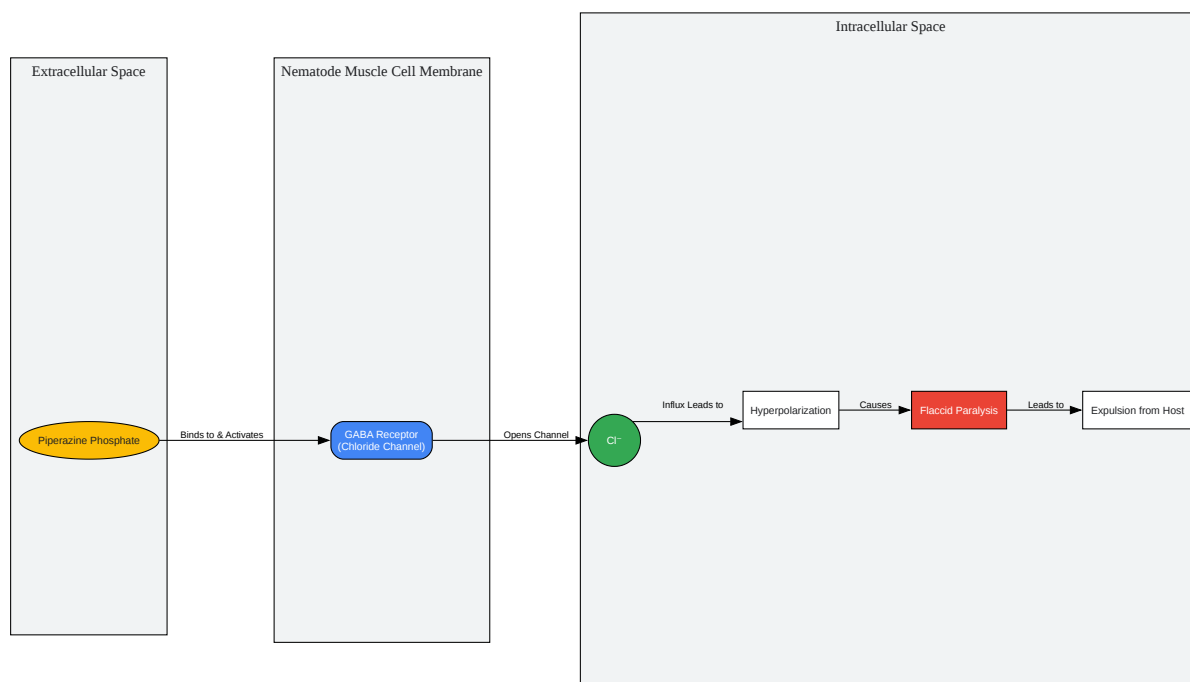 Intracellular Space
Extracellular Space
Nematode Muscle Cell Membrane
Piperazine Phosphate
Binds to & Activates
GABA Receptor
(Chloride Channel)
Opens Channel
Cl⁻
Influx Leads to
Hyperpolarization
Causes
Flaccid Paralysis
Leads to
Expulsion from Host